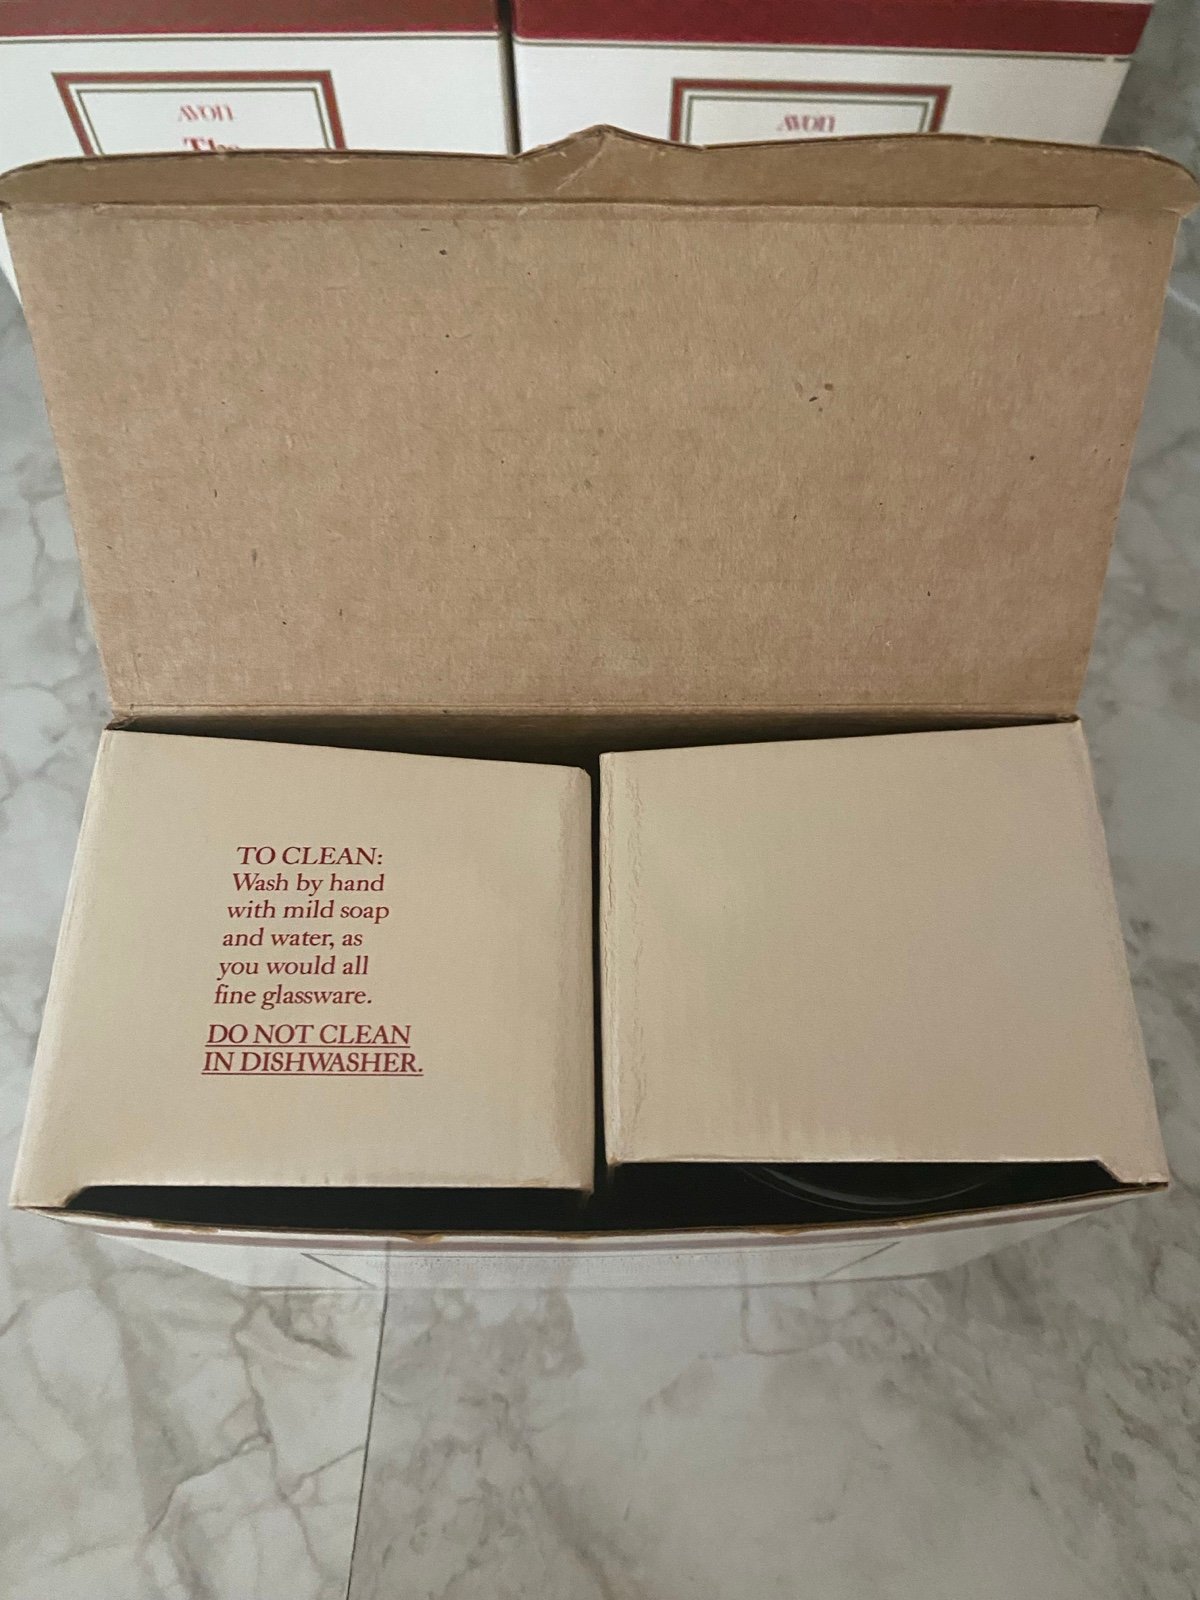 AVON
The
AVON
TO CLEAN:
Wash by hand
with mild soap
and water, as
you would all
fine glassware.
DO NOT CLEAN
IN DISHWASHER.